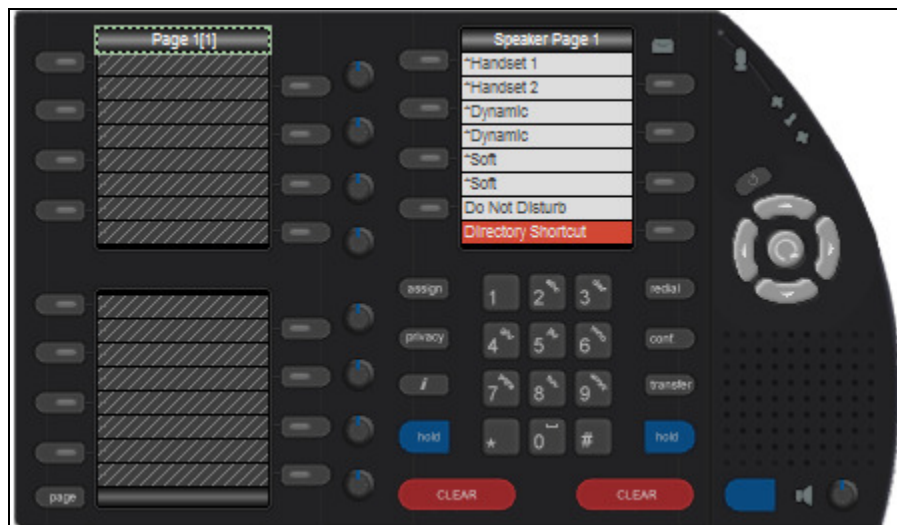 Page 1[1]
Speaker Page 1
*Handset 1
*Handset 2
*Dynamic
*Dynamic
*Soft
*Soft
Do Not Disturb
Directory Shortcut
assign
1
2
3
redial
privacy
4
5
6
conf.
i
7
8
9
transfer
hold
*
0
#
hold
page
CLEAR
CLEAR